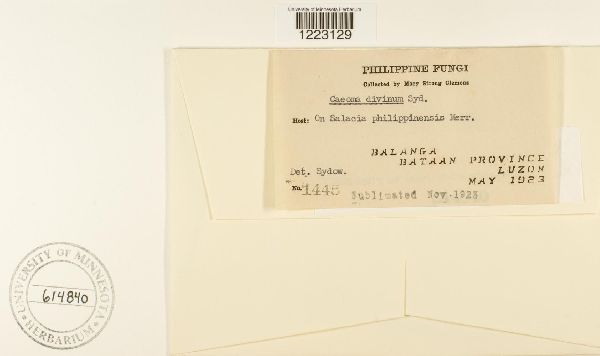 University of Minnesota Herbarium
1223129
PHILIPPINE FUNGI
Collected by Mary Strong Clemens
Caeoma divinum Syd.
Host: On Salacia philippinensis Merr.
BALANGA
BATAAN PROVINCE
LUZON
MAY 1923
Det. Sydow.
No. 1445
Sublimated Nov. 1923
UNIVERSITY OF MINNESOTA
614840
HERBARIUM